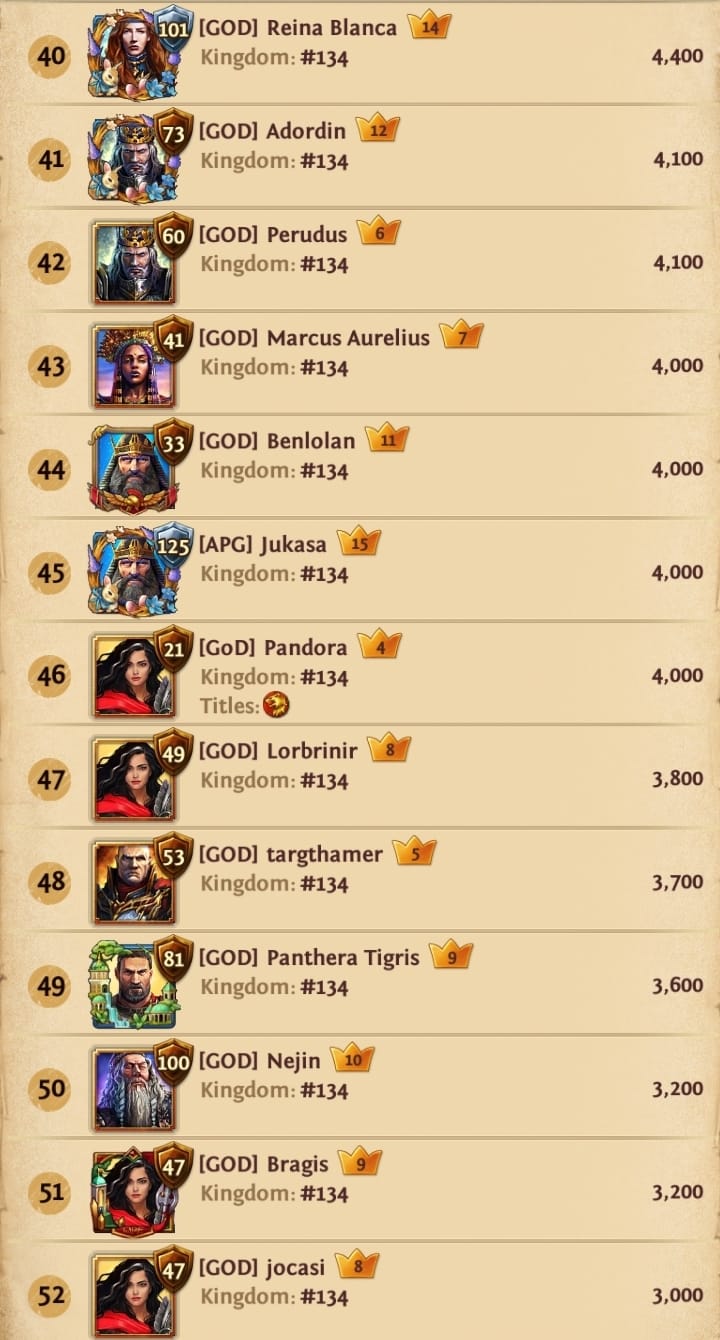 40 101 [GOD] Reina Blanca 14
Kingdom: #134 4,400
41 73 [GOD] Adordin 12
Kingdom: #134 4,100
42 60 [GOD] Perudus 6
Kingdom: #134 4,100
43 41 [GOD] Marcus Aurelius 7
Kingdom: #134 4,000
44 33 [GOD] Benlolan 11
Kingdom: #134 4,000
45 125 [APG] Jukasa 15
Kingdom: #134 4,000
46 21 [GoD] Pandora 4
Kingdom: #134 4,000
Titles:
47 49 [GOD] Lorbrinir 8
Kingdom: #134 3,800
48 53 [GOD] targthamer 5
Kingdom: #134 3,700
49 81 [GOD] Panthera Tigris 9
Kingdom: #134 3,600
50 100 [GOD] Nejin 10
Kingdom: #134 3,200
51 47 [GOD] Bragis 9
Kingdom: #134 3,200
52 47 [GOD] jocasi 8
Kingdom: #134 3,000